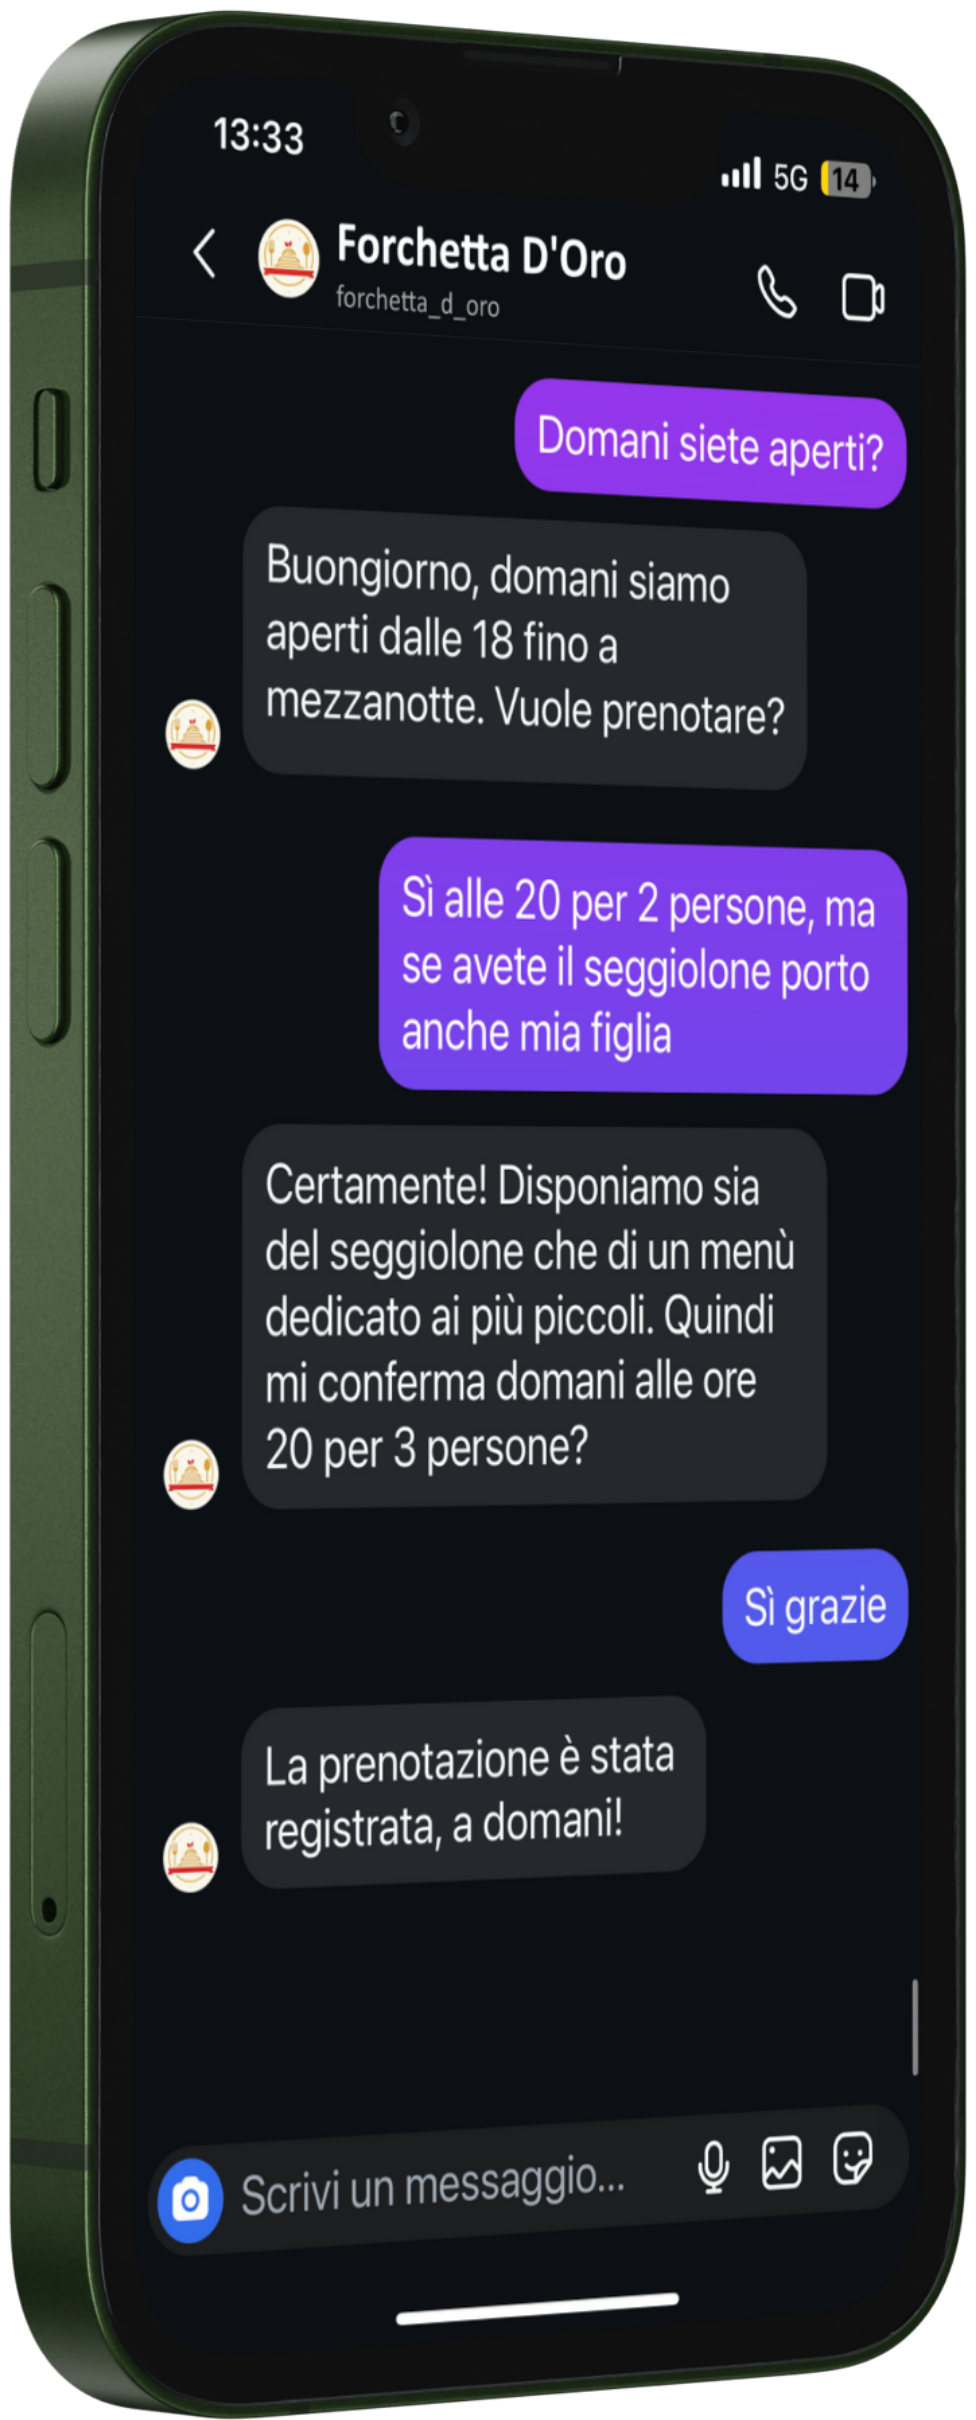 13:33
5G 14
Forchetta D'Oro
forchetta_d_oro
Domani siete aperti?
Buongiorno, domani siamo
aperti dalle 18 fino a
mezzanotte. Vuole prenotare?
Sì alle 20 per 2 persone, ma
se avete il seggiolone porto
anche mia figlia
Certamente! Disponiamo sia
del seggiolone che di un menù
dedicato ai più piccoli. Quindi
mi conferma domani alle ore
20 per 3 persone?
Sì grazie
La prenotazione è stata
registrata, a domani!
Scrivi un messaggio...